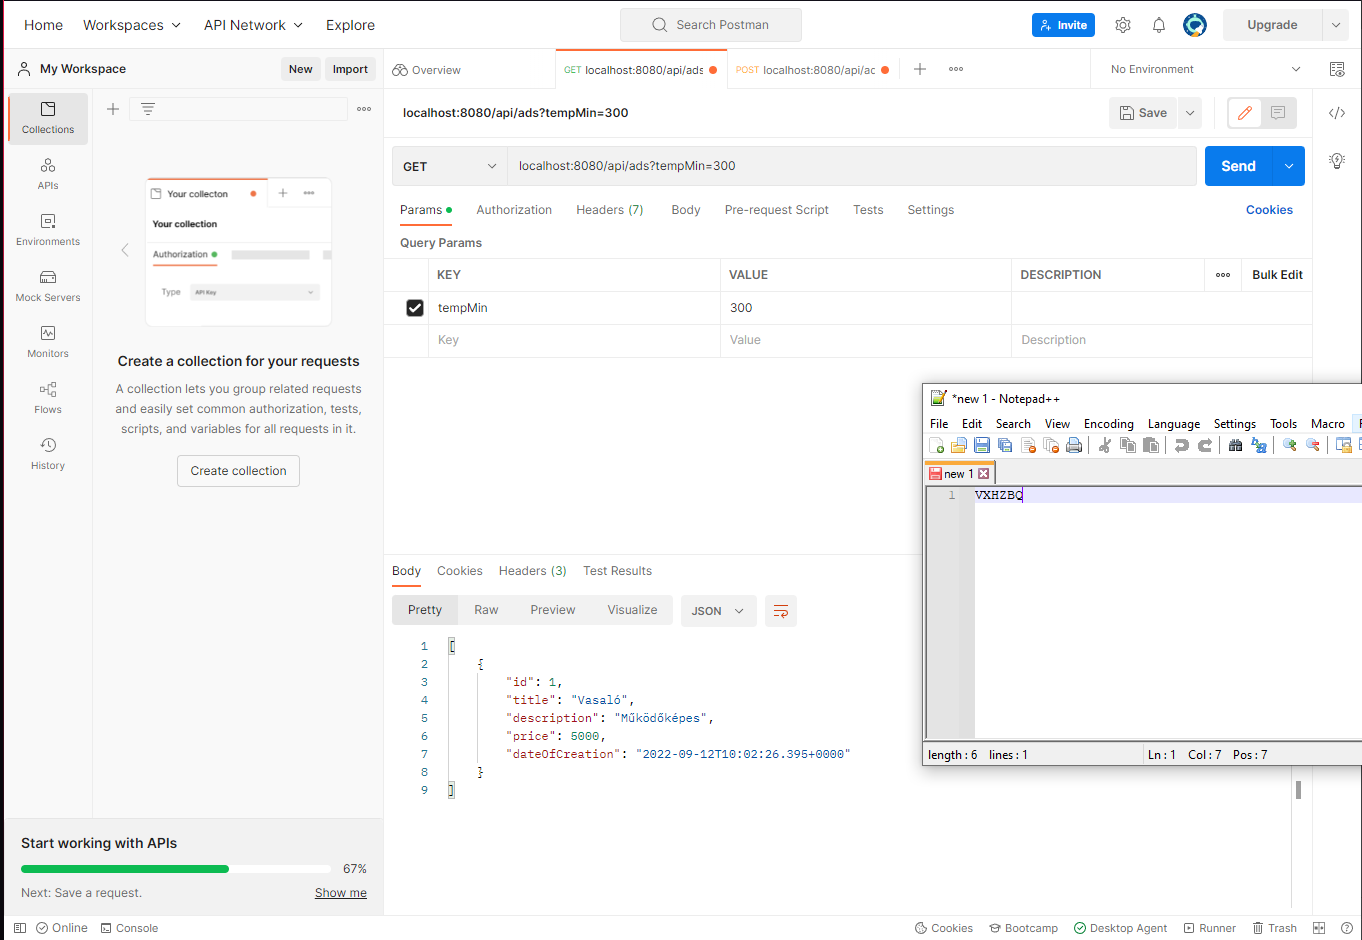 Home Workspaces API Network Explore Search Postman Invite Upgrade
My Workspace New Import
Overview GET localhost:8080/api/ads POST localhost:8080/api/ac No Environment
Collections
APIs
Environments
Mock Servers
Monitors
Flows
History
Your collecton
Your collection
Authorization
Type API Key
Create a collection for your requests
A collection lets you group related requests
and easily set common authorization, tests,
scripts, and variables for all requests in it.
Create collection
Start working with APIs
67%
Next: Save a request. Show me
localhost:8080/api/ads?tempMin=300 Save
GET localhost:8080/api/ads?tempMin=300 Send
Params Authorization Headers (7) Body Pre-request Script Tests Settings Cookies
Query Params
KEY VALUE DESCRIPTION Bulk Edit
tempMin 300
Key Value Description
Body Cookies Headers (3) Test Results
Pretty Raw Preview Visualize JSON
1 [
2 {
3 "id": 1,
4 "title": "Vasaló",
5 "description": "Működőképes",
6 "price": 5000,
7 "dateOfCreation": "2022-09-12T10:02:26.395+0000"
8 }
9 ]
*new 1 - Notepad++
File Edit Search View Encoding Language Settings Tools Macro
new 1
1 VXHZBQ
length : 6 lines : 1 Ln : 1 Col : 7 Pos : 7
Online Console Cookies Bootcamp Desktop Agent Runner Trash